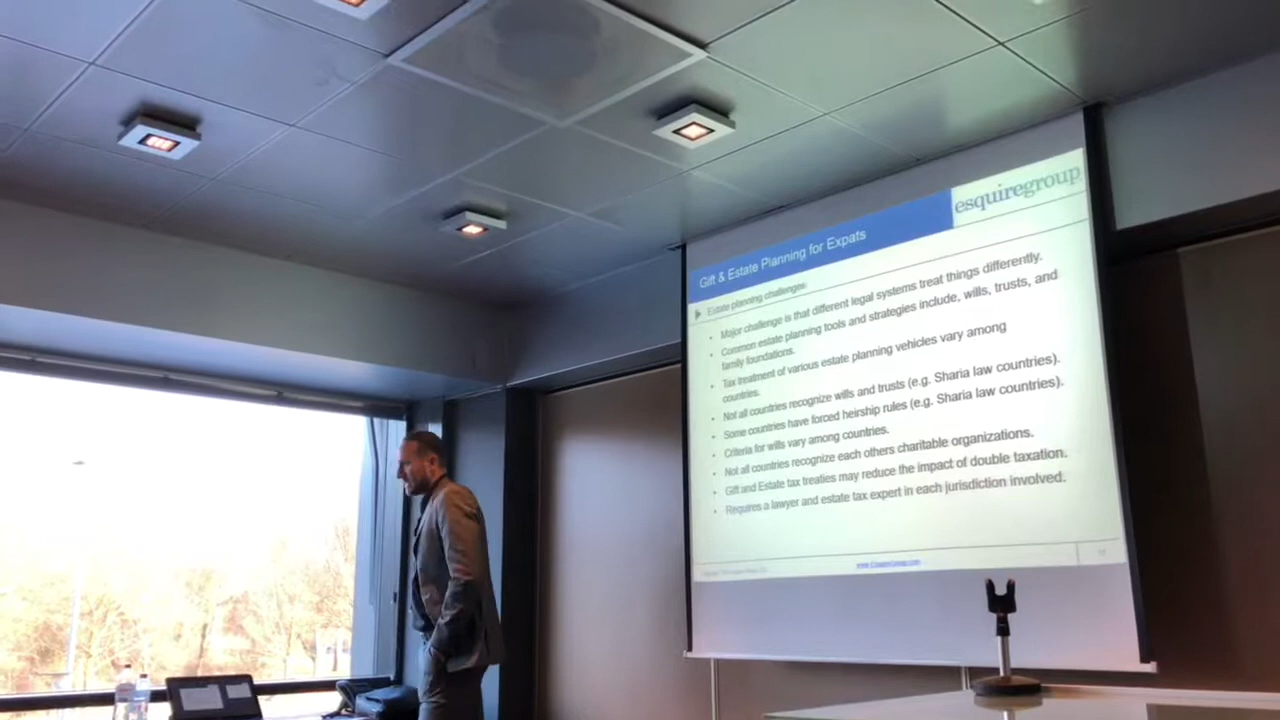 esquiregroup
Gift & Estate Planning for Expats
Estate planning challenges
Major challenge is that different legal systems treat things differently.
Common estate planning tools and strategies include, wills, trusts, and
family foundations.
Tax treatment of various estate planning vehicles vary among
countries.
Not all countries recognize wills and trusts (e.g. Sharia law countries).
Some countries have forced heirship rules (e.g. Sharia law countries).
Criteria for wills vary among countries.
Not all countries recognize each others charitable organizations.
Gift and Estate tax treaties may reduce the impact of double taxation.
Requires a lawyer and estate tax expert in each jurisdiction involved.
www.EsquireGroup.com